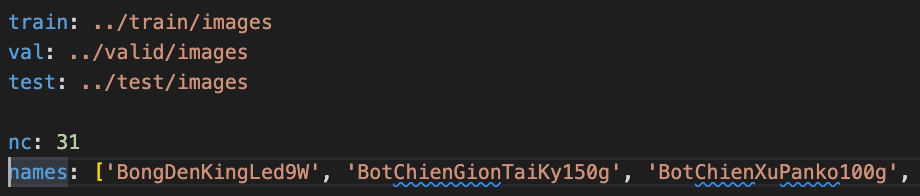 train: ../train/images
val: ../valid/images
test: ../test/images
nc: 31
names: ['BongDenKingLed9W', 'BotChienGionTaiKy150g', 'BotChienXuPanko100g',